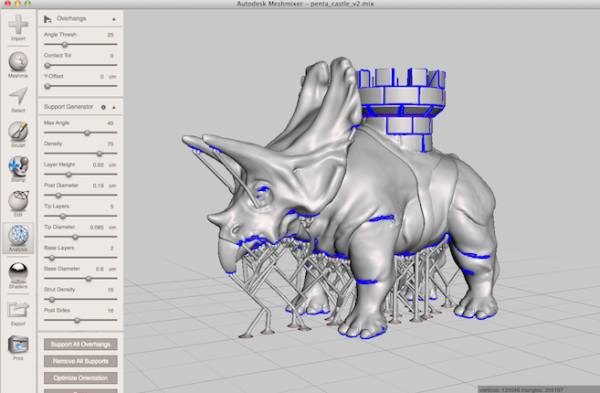 Autodesk Meshmixer - penta_castle_v2.mix
Import
Meshmix
Select
Sculpt
Stamp
Edit
Analysis
Shaders
Export
Print
Overhangs
Angle Thresh 25
Contact Tol 0
Y-Offset 0 cm
Support Generator
Max Angle 45
Density 75
Layer Height 0.02 cm
Post Diameter 0.19 cm
Tip Layers 5
Tip Diameter 0.085 cm
Base Layers 2
Base Diameter 0.6 cm
Strut Density 10
Post Sides 16
Support All Overhangs
Remove All Supports
Optimize Orientation
vertices: 131049 triangles: